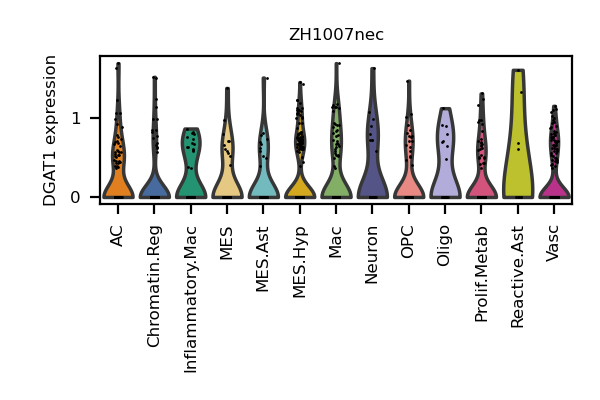 ZH1007nec
DGAT1 expression
1
0
AC
Chromatin.Reg
Inflammatory.Mac
MES
MES.Ast
MES.Hyp
Mac
Neuron
OPC
Oligo
Prolif.Metab
Reactive.Ast
Vasc